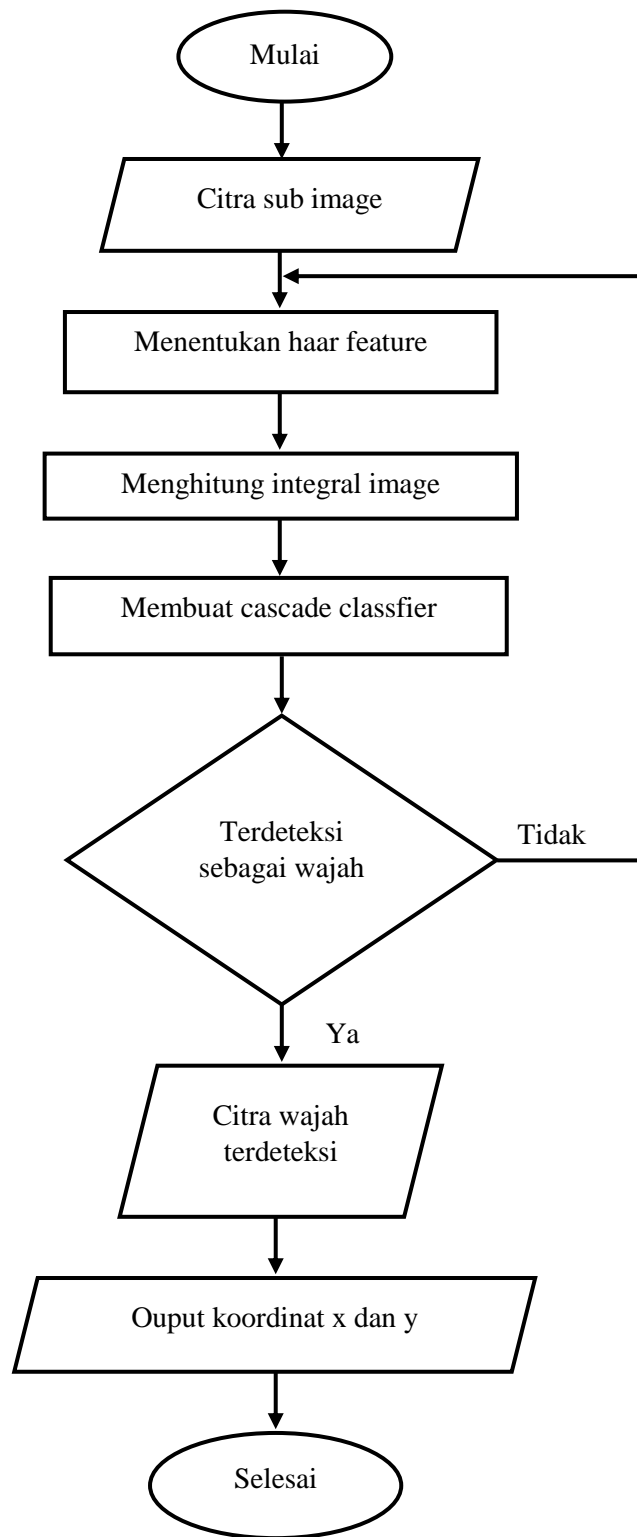 Mulai
Citra sub image
Menentukan haar feature
Menghitung integral image
Membuat cascade classfier
Terdeteksi
sebagai wajah
Tidak
Ya
Citra wajah
terdeteksi
Ouput koordinat x dan y
Selesai